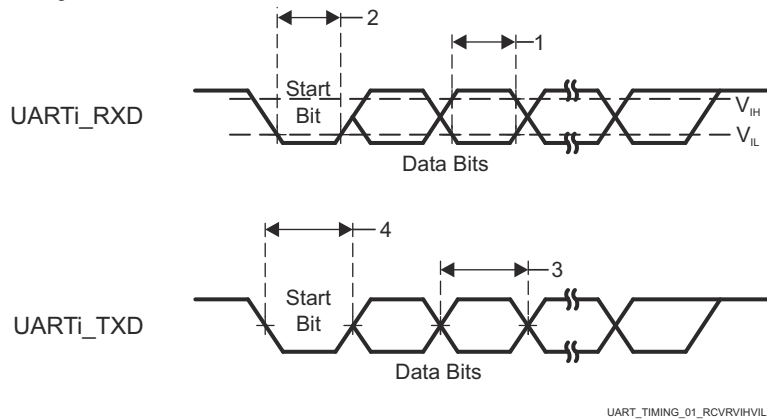 2
1
UARTi_RXD
Start
Bit
VIH
VIL
Data Bits
4
3
UARTi_TXD
Start
Bit
Data Bits
UART_TIMING_01_RCVRVIHVIL